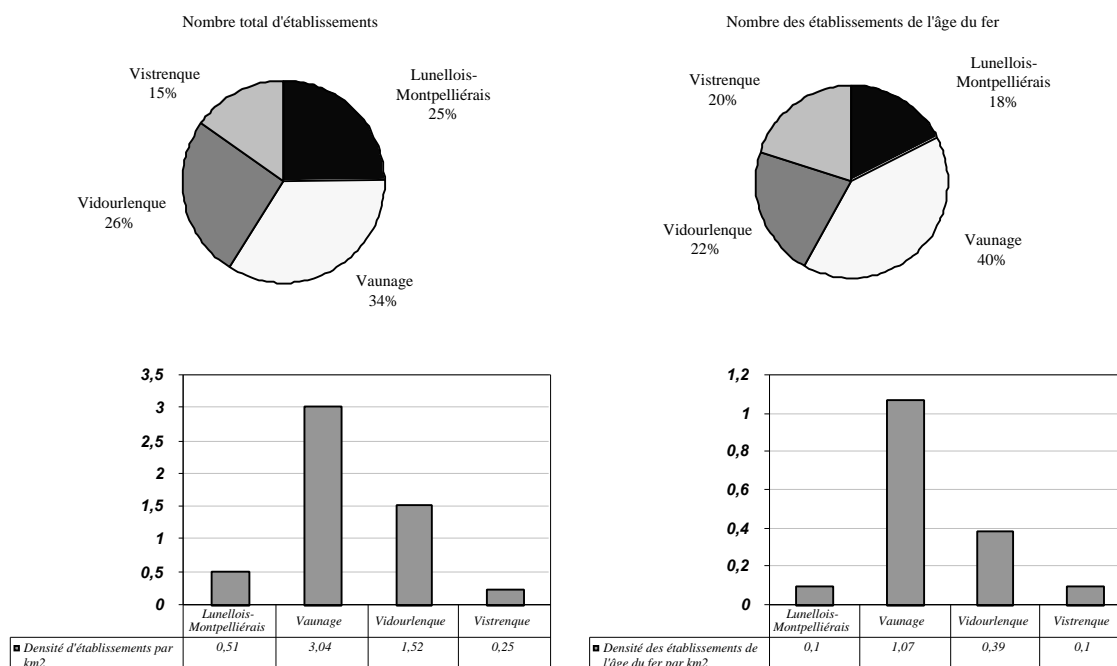 Nombre total d'établissements
Vistrenque
15%
Lunellois-
Montpelliérais
25%
Vidourlenque
26%
Vaunage
34%
Nombre des établissements de l'âge du fer
Vistrenque
20%
Lunellois-
Montpelliérais
18%
Vidourlenque
22%
Vaunage
40%
3,5
3
2,5
2
1,5
1
0,5
0
Lunellois-
Montpelliérais
Vaunage
Vidourlenque
Vistrenque
Densité d'établissements par
km2
0,51
3,04
1,52
0,25
1,2
1
0,8
0,6
0,4
0,2
0
Lunellois-
Montpelliérais
Vaunage
Vidourlenque
Vistrenque
Densité des établissements de
l'âge du fer par km2
0,1
1,07
0,39
0,1